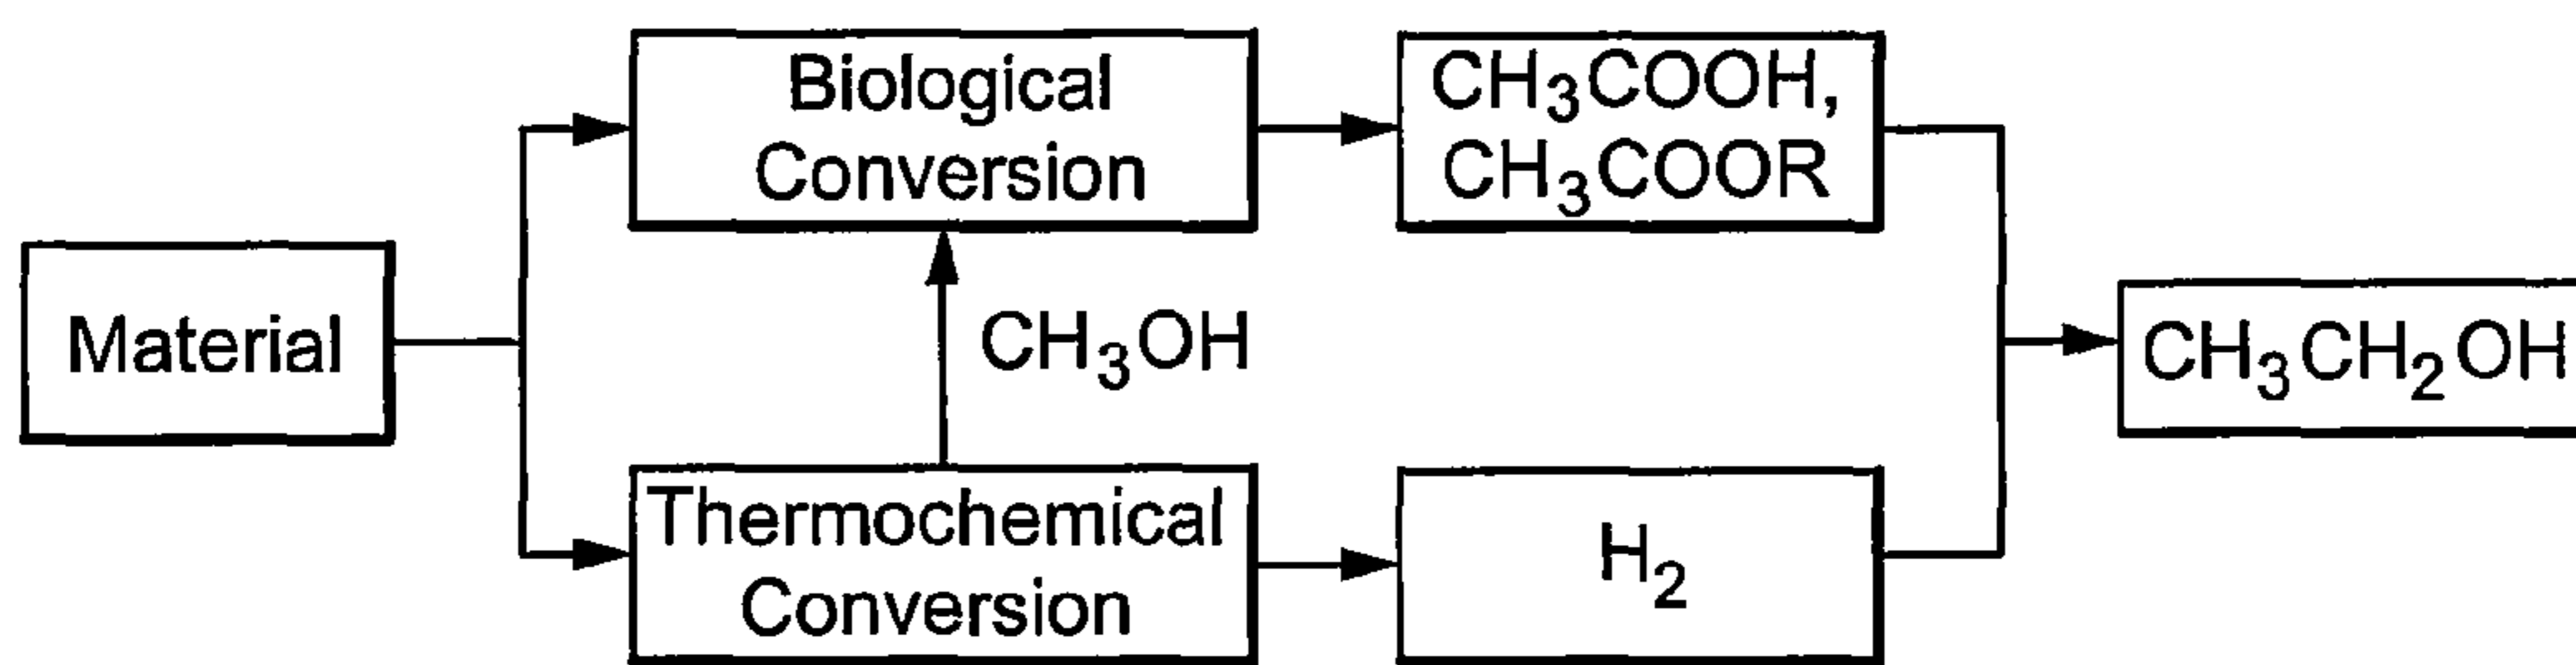 Biological
Conversion
CH₃COOH,
CH₃COOR
Material
CH₃OH
CH₃CH₂OH
Thermochemical
Conversion
H₂